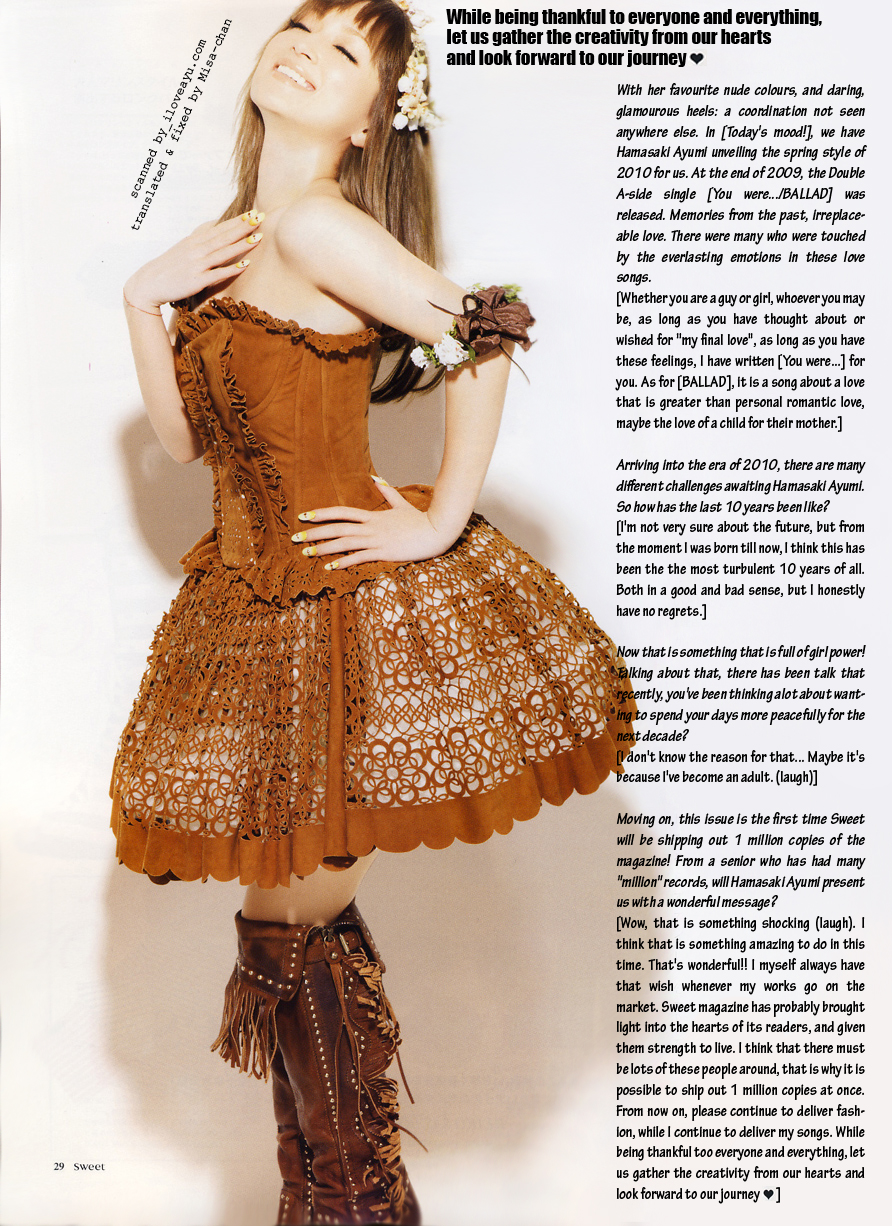 While being thankful to everyone and everything,
let us gather the creativity from our hearts
and look forward to our journey ♥
scanned by_iloveayu.com
translated & fixed by Misa-chan
With her favourite nude colours, and daring,
glamourous heels: a coordination not seen
anywhere else. In [Today's mood!], we have
Hamasaki Ayumi unveiling the spring style of
2010 for us. At the end of 2009, the Double
A-side single [You were.../BALLAD] was
released. Memories from the past, irreplace-
able love. There were many who were touched
by the everlasting emotions in these love
songs.
[Whether you are a guy or girl, whoever you may
be, as long as you have thought about or
wished for "my final love", as long as you have
these feelings, I have written [You were...] for
you. As for [BALLAD], it is a song about a love
that is greater than personal romantic love,
maybe the love of a child for their mother.]
Arriving into the era of 2010, there are many
different challenges awaiting Hamasaki Ayumi.
So how has the last 10 years been like?
[I'm not very sure about the future, but from
the moment I was born till now, I think this has
been the the most turbulent 10 years of all.
Both in a good and bad sense, but I honestly
have no regrets.]
Now that is something that is full of girl power!
Talking about that, there has been talk that
recently, you've been thinking alot about want-
ing to spend your days more peacefully for the
next decade?
[I don't know the reason for that... Maybe it's
because I've become an adult. (laugh)]
Moving on, this issue is the first time Sweet
will be shipping out 1 million copies of the
magazine! From a senior who has had many
"million" records, will Hamasaki Ayumi present
us with a wonderful message?
[Wow, that is something shocking (laugh). I
think that is something amazing to do in this
time. That's wonderful!! I myself always have
that wish whenever my works go on the
market. Sweet magazine has probably brought
light into the hearts of its readers, and given
them strength to live. I think that there must
be lots of these people around, that is why it is
possible to ship out 1 million copies at once.
From now on, please continue to deliver fash-
ion, while I continue to deliver my songs. While
being thankful too everyone and everything, let
us gather the creativity from our hearts and
look forward to our journey ♥ ]
29 Sweet